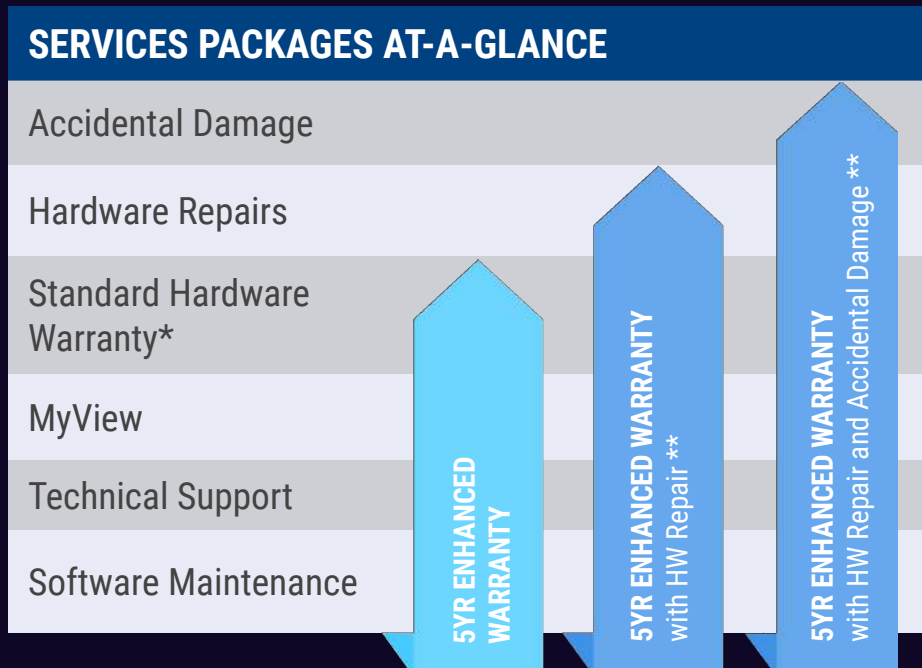 SERVICES PACKAGES AT-A-GLANCE
Accidental Damage
Hardware Repairs
Standard Hardware
Warranty*
MyView
Technical Support
Software Maintenance
5YR ENHANCED
WARRANTY
5YR ENHANCED WARRANTY
with HW Repair **
5YR ENHANCED WARRANTY
with HW Repair and Accidental Damage **